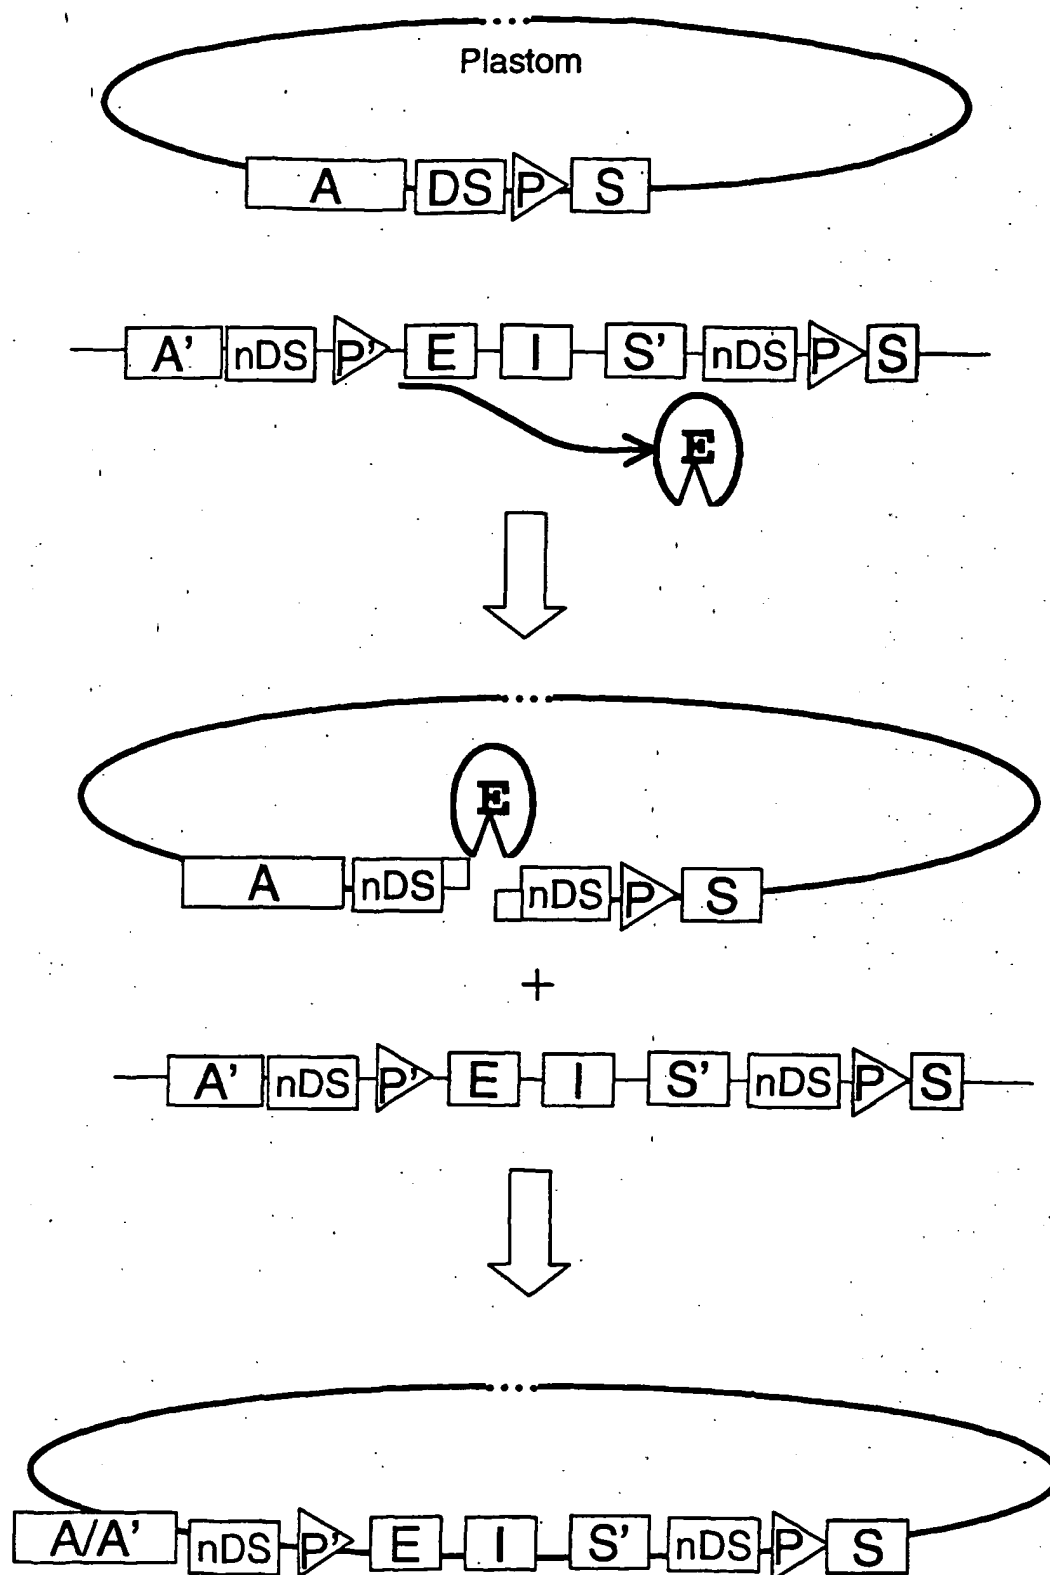 Plastom
A DS P S
A' nDS P' E I S' nDS P S
E
E
A nDS nDS P S
+
A' nDS P' E I S' nDS P S
A/A' nDS P' E I S' nDS P S